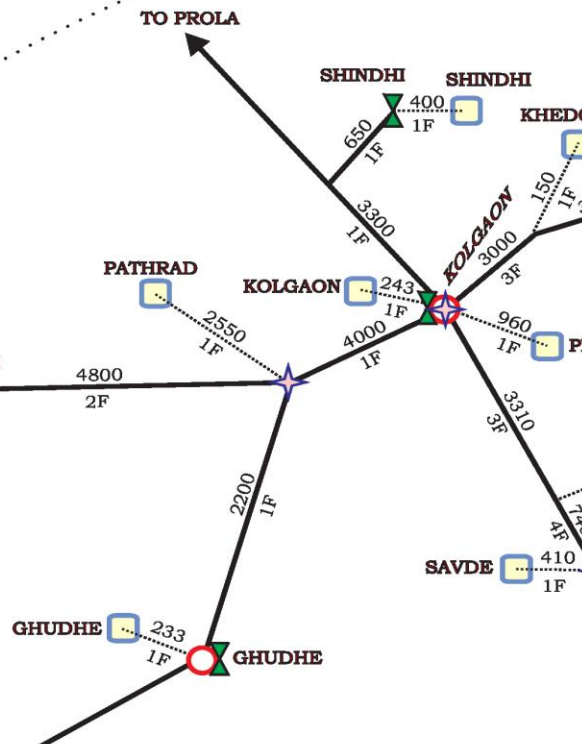 TO PROLA
SHINDHI
SHINDHI
400
1F
650
1F
150
1F
3300
1F
KOLGAON
3000
3F
PATHRAD
KOLGAON
243
1F
2550
1F
4000
1F
960
1F
4800
2F
3310
3F
2200
1F
4F
SAVDE
410
1F
GHUDHE
233
1F
GHUDHE